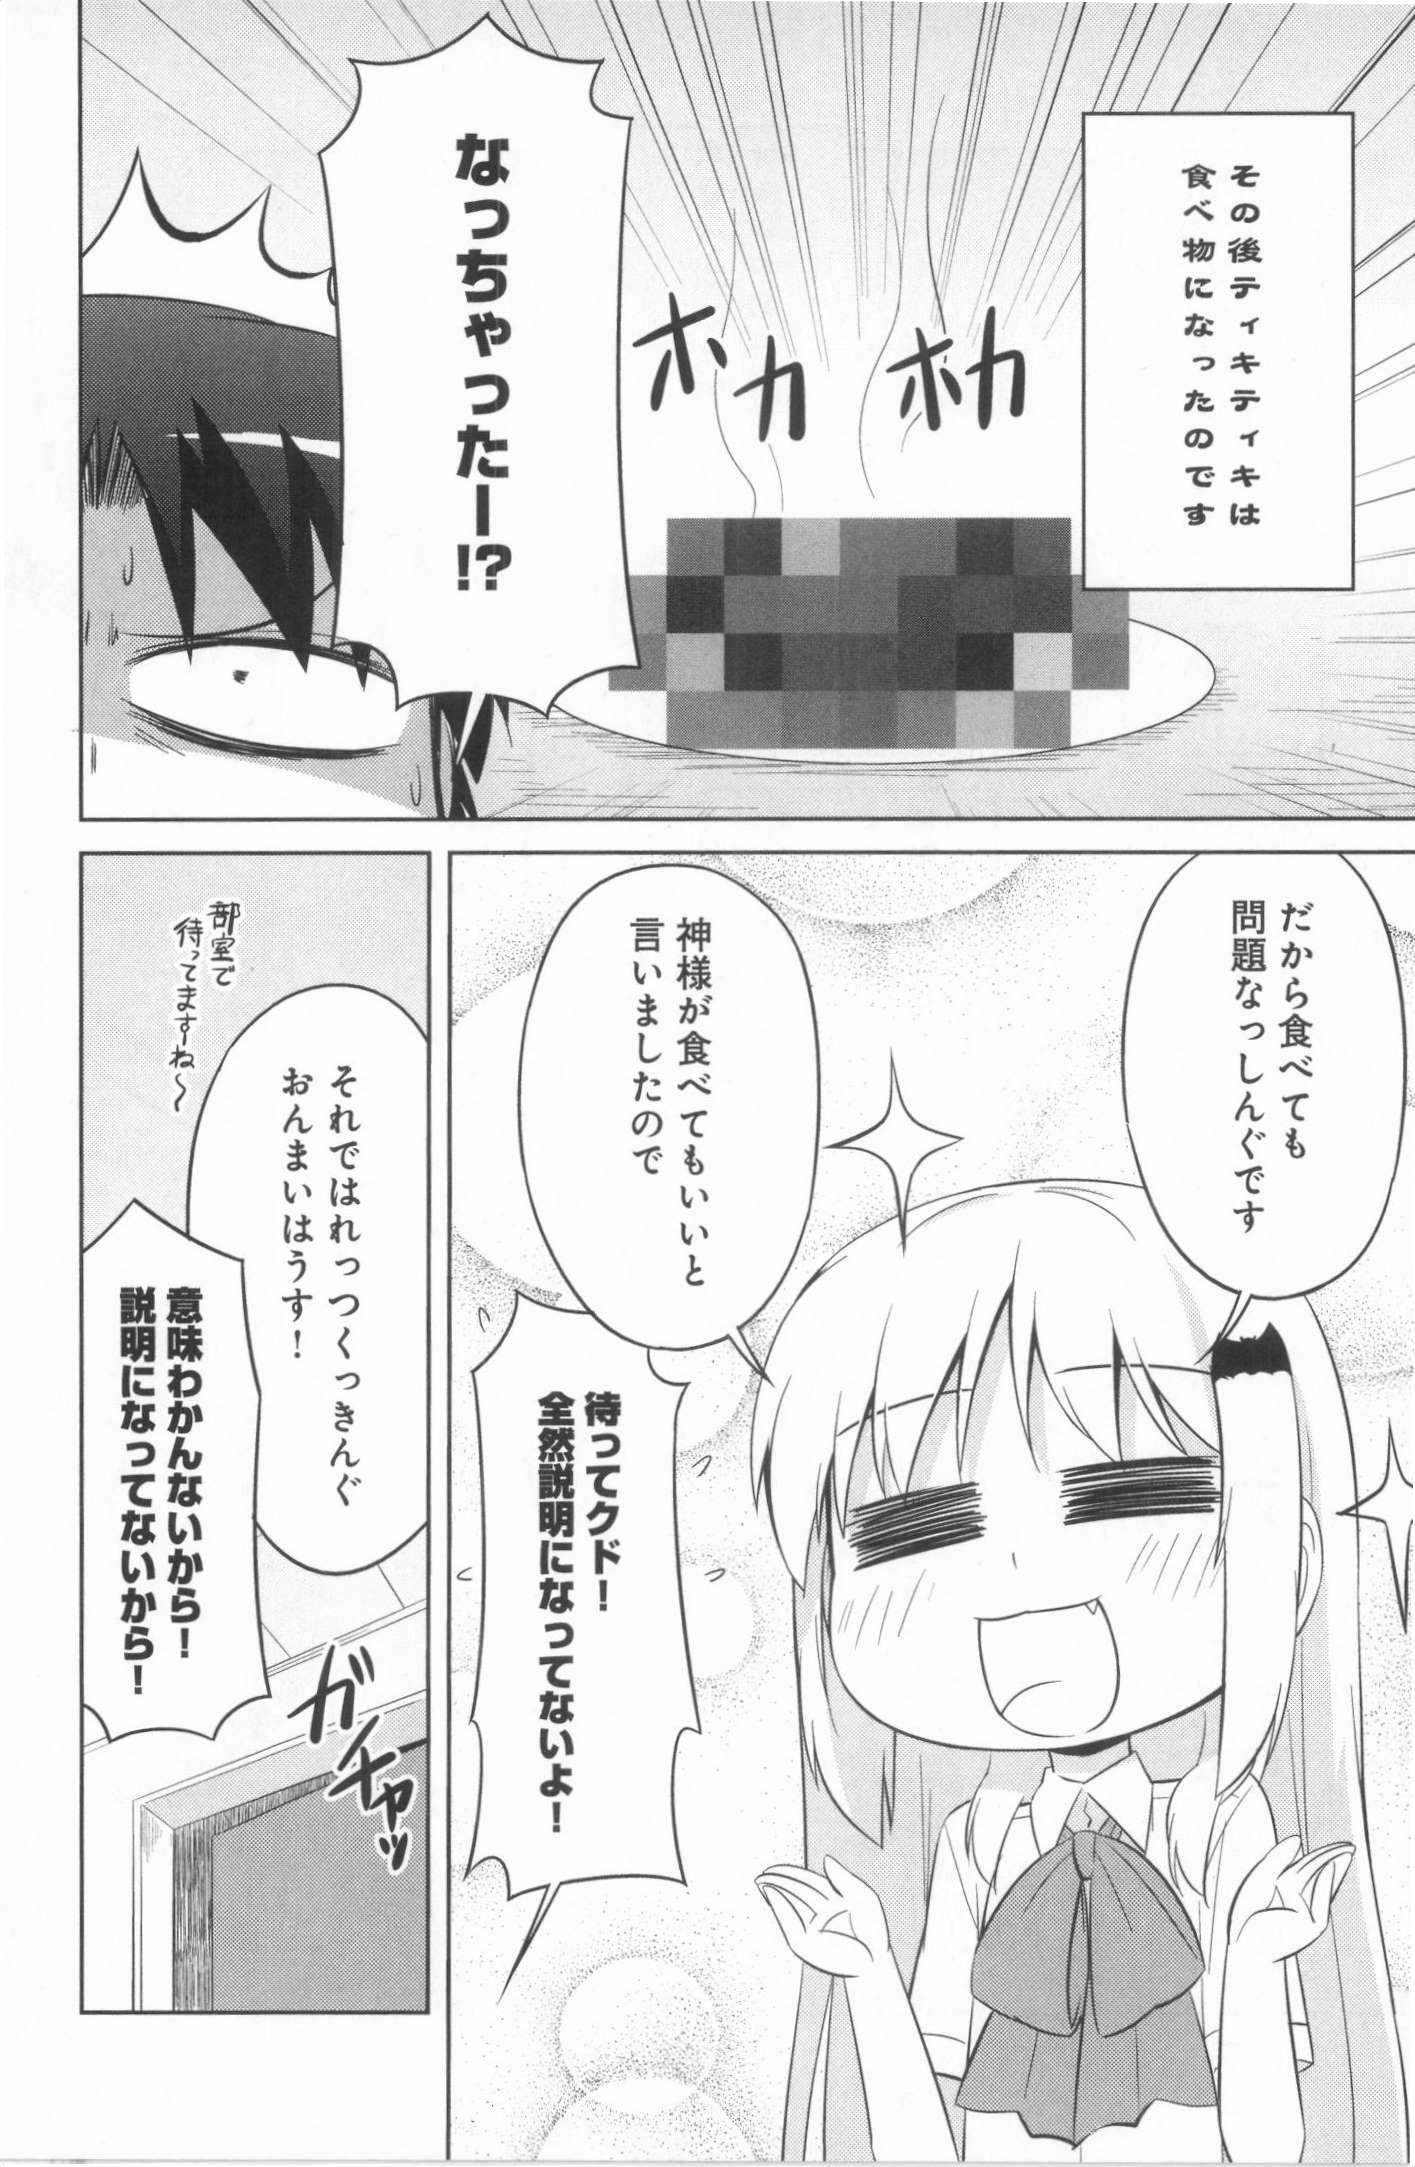 その後ティキティキは
食べ物になったのです
ホカ
ホカ
なっちゃったー!?
だから食べても
問題なっしんぐです
神様が食べてもいいと
言いましたので
待ってクド!
全然説明になってないよ!
それではれっつくっきんぐ
おんまいはうす!
部室で
待ってますね〜
意味わかんないから!
説明になってないから!
ガチャッ